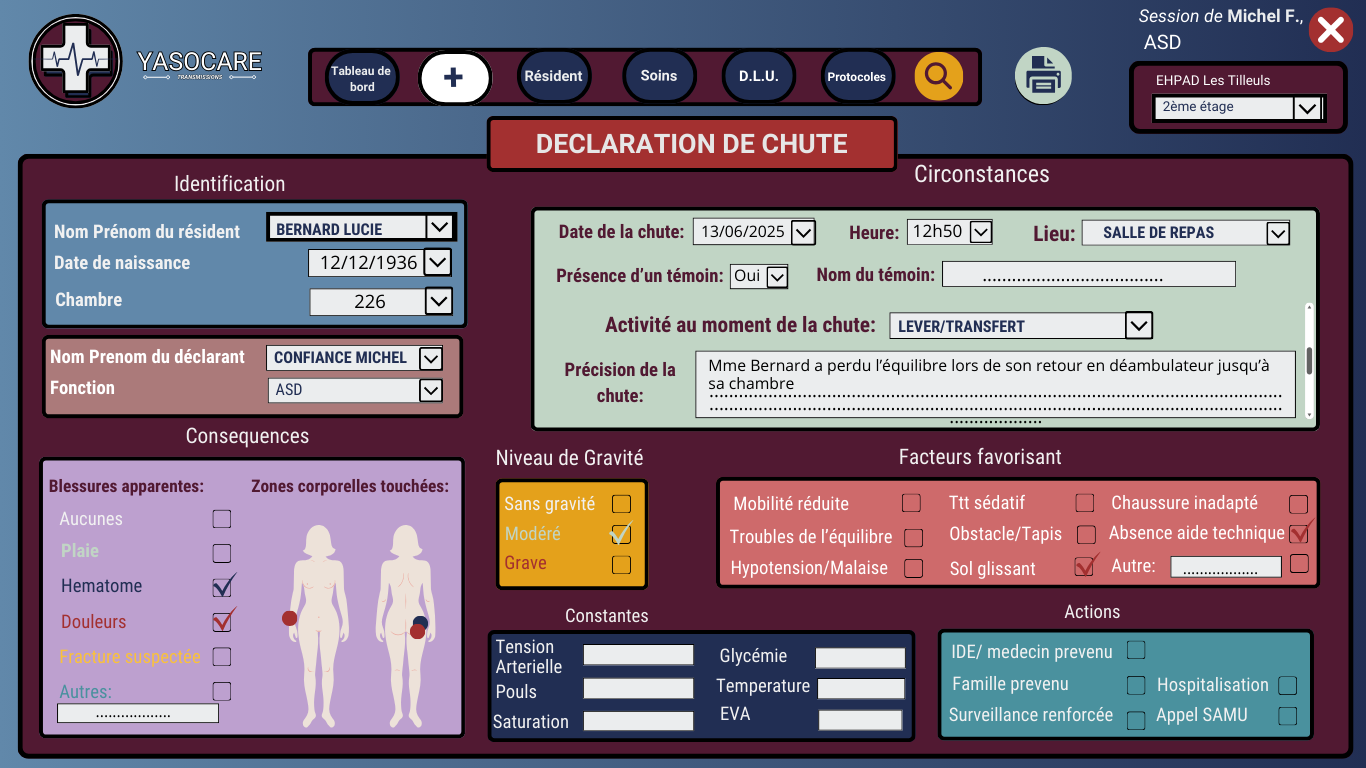 Session de Michel F.,
ASD
YASOCARE
TRANSMISSIONS
Tableau de
bord
+
Résident
Soins
D.L.U.
Protocoles
EHPAD Les Tilleuls
2ème étage
DECLARATION DE CHUTE
Identification
Nom Prénom du résident BERNARD LUCIE
Date de naissance 12/12/1936
Chambre 226
Nom Prenom du déclarant CONFIANCE MICHEL
Fonction ASD
Circonstances
Date de la chute: 13/06/2025 Heure: 12h50 Lieu: SALLE DE REPAS
Présence d’un témoin: Oui Nom du témoin: ....................................
Activité au moment de la chute: LEVER/TRANSFERT
Précision de la
chute:
Mme Bernard a perdu l’équilibre lors de son retour en déambulateur jusqu’à
sa chambre
Consequences
Blessures apparentes: Zones corporelles touchées:
Aucunes
Plaie
Hematome
Douleurs
Fracture suspectée
Autres:
..................
Niveau de Gravité
Sans gravité
Modéré
Grave
Facteurs favorisant
Mobilité réduite Ttt sédatif Chaussure inadapté
Troubles de l’équilibre Obstacle/Tapis Absence aide technique
Hypotension/Malaise Sol glissant Autre: ..................
Constantes
Tension
Arterielle
Pouls
Saturation
Glycémie
Temperature
EVA
Actions
IDE/ medecin prevenu
Famille prevenu Hospitalisation
Surveillance renforcée Appel SAMU